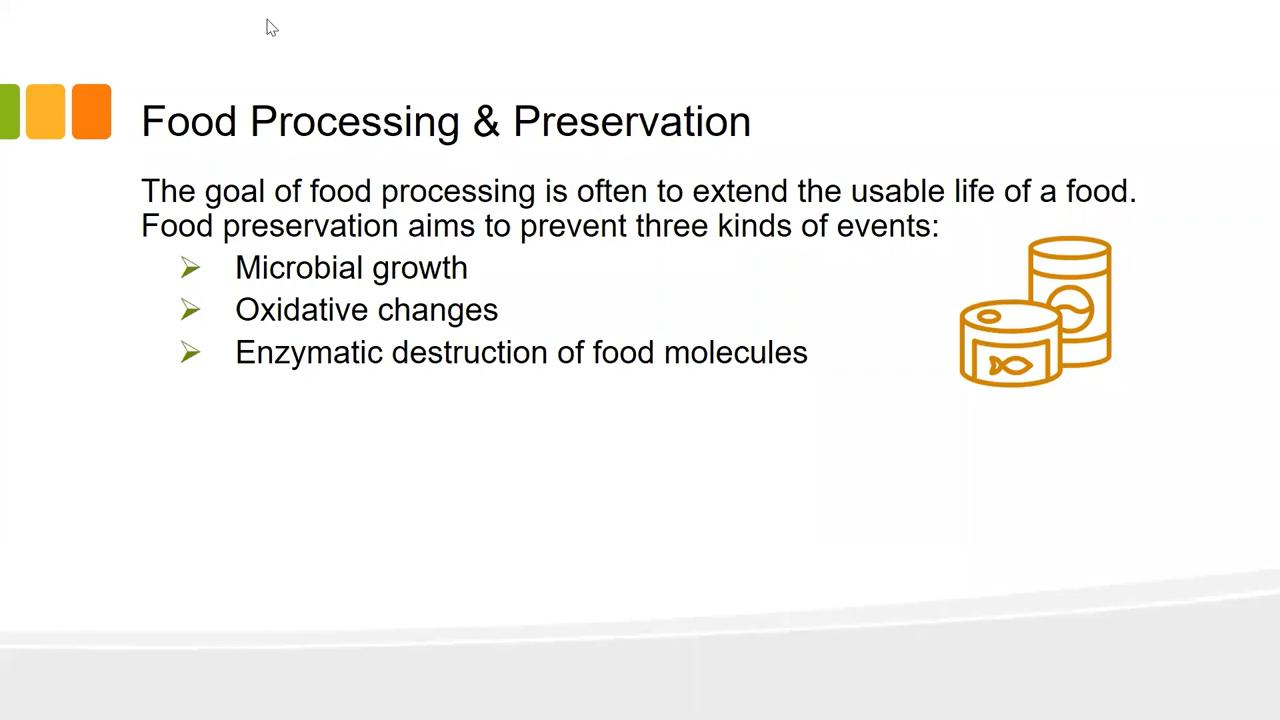 Food Processing & Preservation
The goal of food processing is often to extend the usable life of a food.
Food preservation aims to prevent three kinds of events:
Microbial growth
Oxidative changes
Enzymatic destruction of food molecules